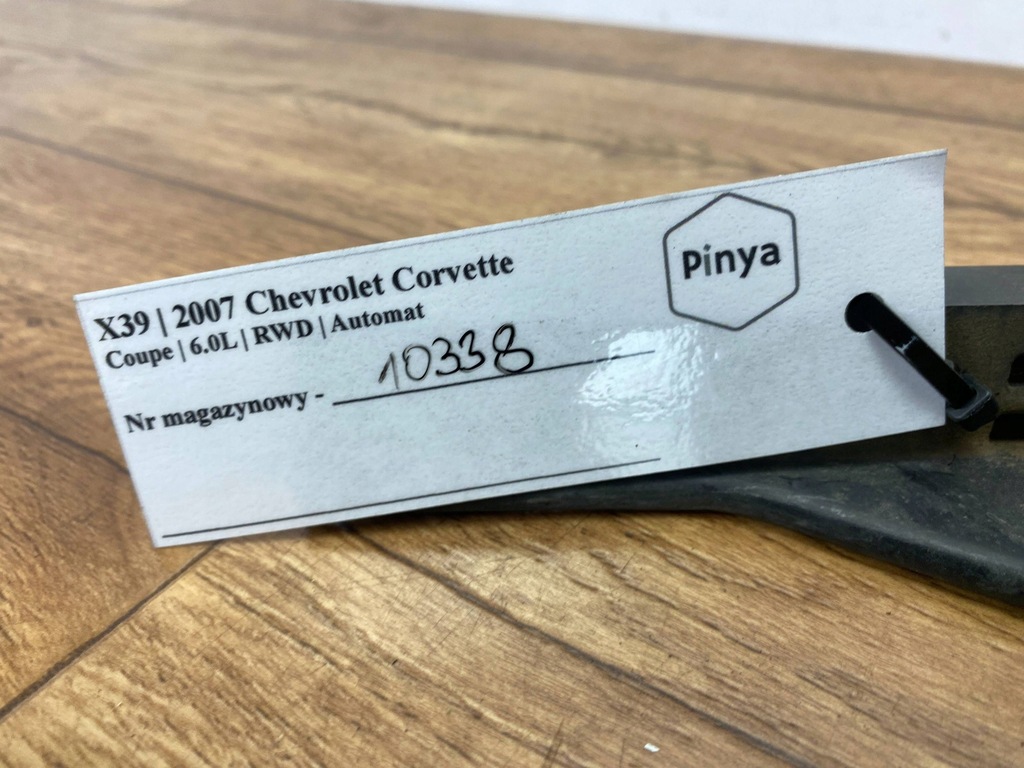 X39 | 2007 Chevrolet Corvette
Coupe | 6.0L | RWD | Automat
Nr magazynowy - 10338
Pinya